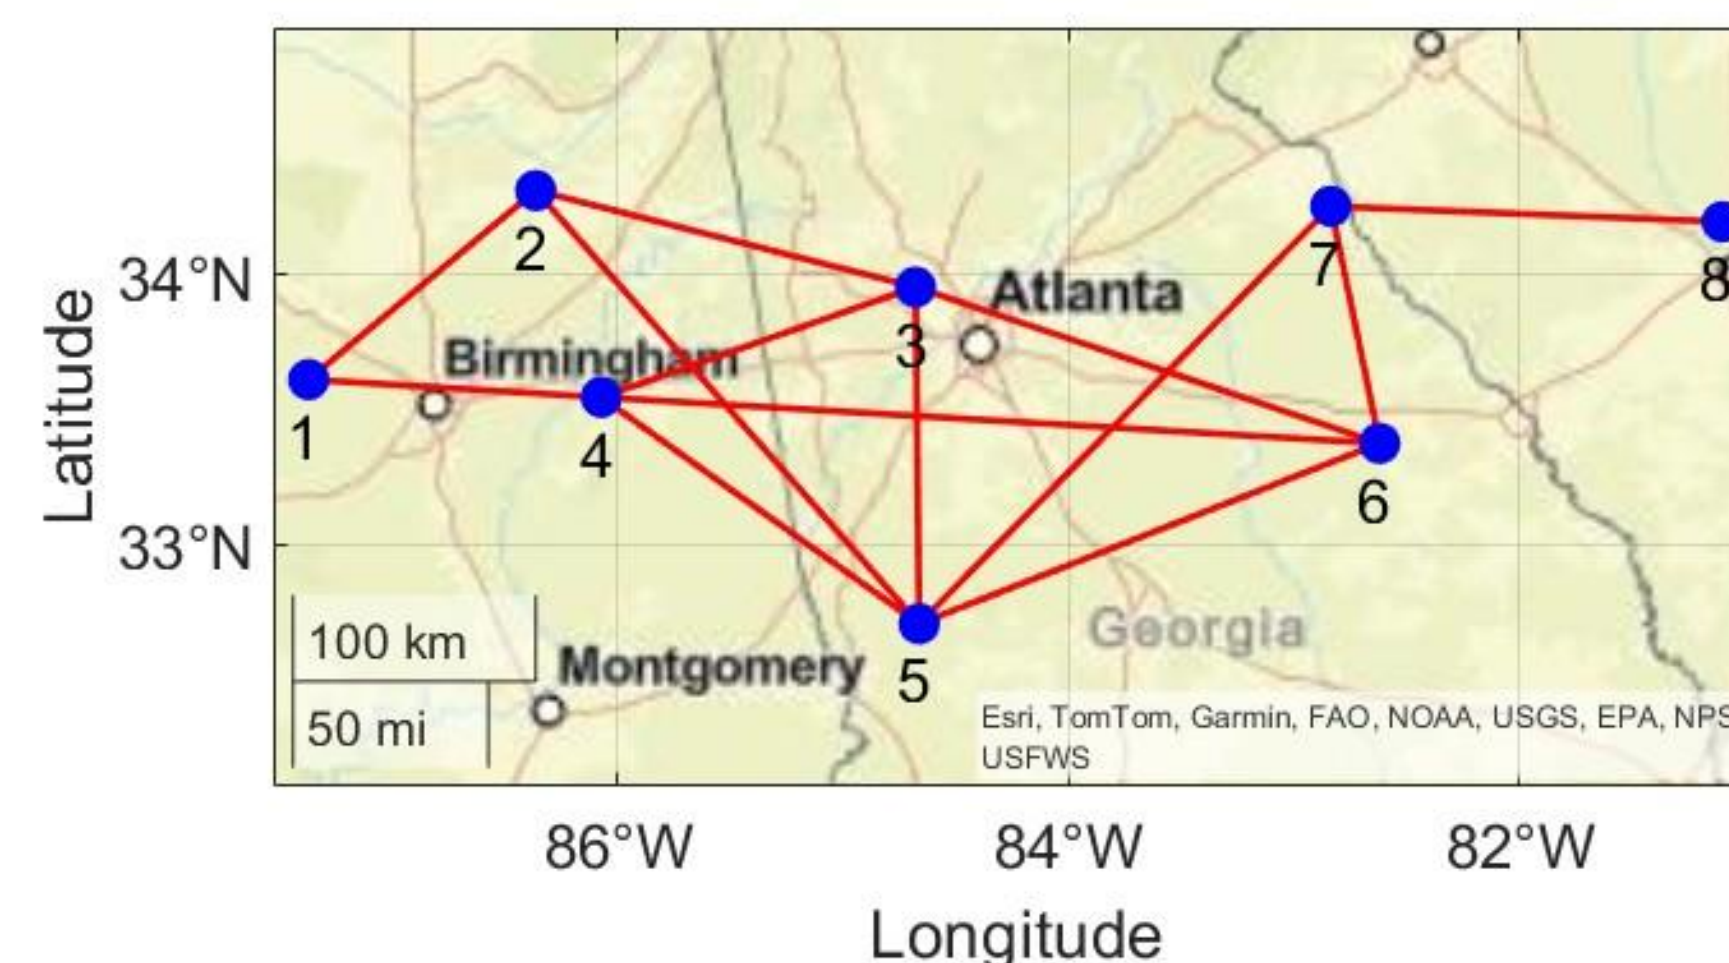 2
34°N
Atlanta
7
8
3
Birmingham
1
4
6
Latitude
33°N
Georgia
100 km
Montgomery
5
50 mi
Esri, TomTom, Garmin, FAO, NOAA, USGS, EPA, NPS
USFWS
86°W
84°W
82°W
Longitude